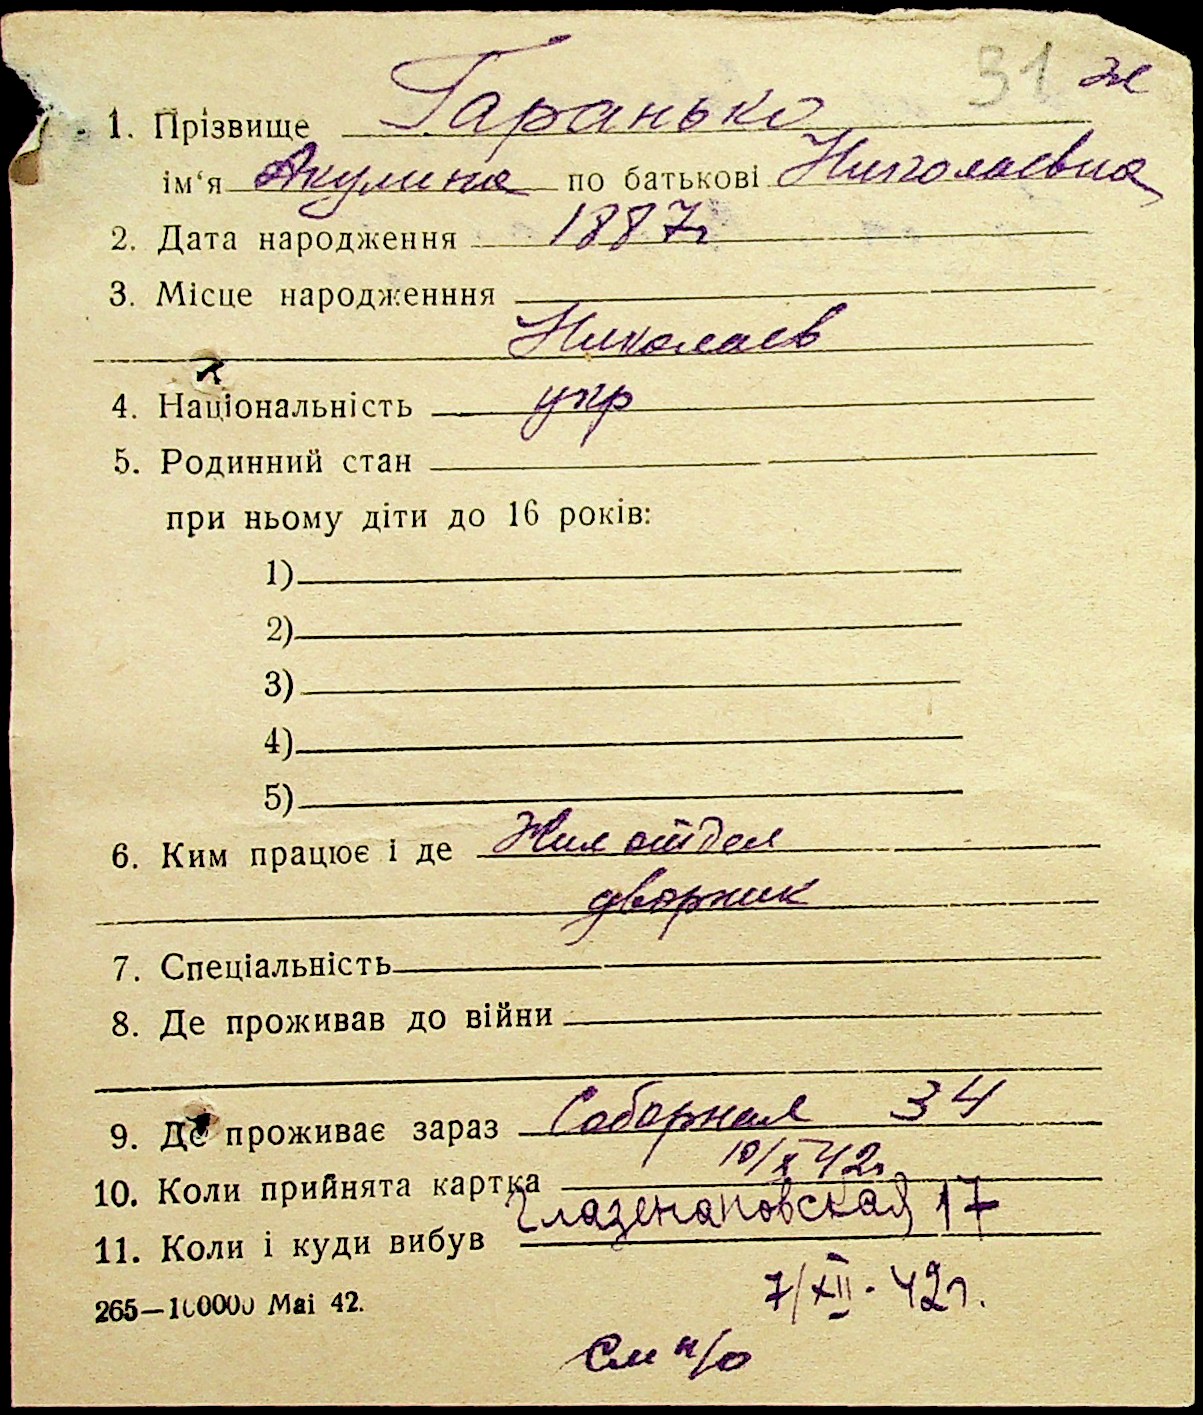 31 ж
1. Прізвище Гаранько
ім'я Акулина по батькові Николаевна
2. Дата народження 1887г
3. Місце народженння
Николаев
4. Національність укр
5. Родинний стан
при ньому діти до 16 років:
1)
2)
3)
4)
5)
6. Ким працює і де Жил отдел
дворник
7. Спеціальність
8. Де проживав до війни
9. Де проживає зараз Соборная 34
10. Коли прийнята картка 10/X 42г
Глазенаповская 17
11. Коли і куди вибув
7/XII. 42г.
265—100000 Mai 42.
См н/о